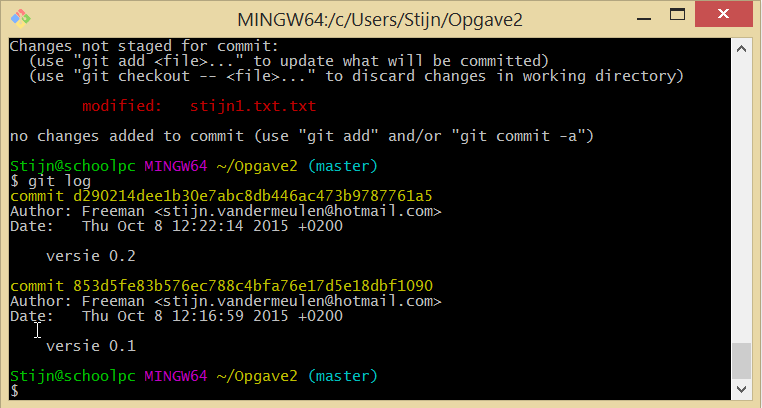 MINGW64:/c/Users/Stijn/Opgave2
Changes not staged for commit:
  (use "git add <file>..." to update what will be committed)
  (use "git checkout -- <file>..." to discard changes in working directory)
        modified:   stijn1.txt.txt
no changes added to commit (use "git add" and/or "git commit -a")
Stijn@schoolpc MINGW64 ~/Opgave2 (master)
$ git log
commit d290214dee1b30e7abc8db446ac473b9787761a5
Author: Freeman <stijn.vandermeulen@hotmail.com>
Date:   Thu Oct 8 12:22:14 2015 +0200
    versie 0.2
commit 853d5fe83b576ec788c4bfa76e17d5e18dbf1090
Author: Freeman <stijn.vandermeulen@hotmail.com>
Date:   Thu Oct 8 12:16:59 2015 +0200
    versie 0.1
Stijn@schoolpc MINGW64 ~/Opgave2 (master)
$